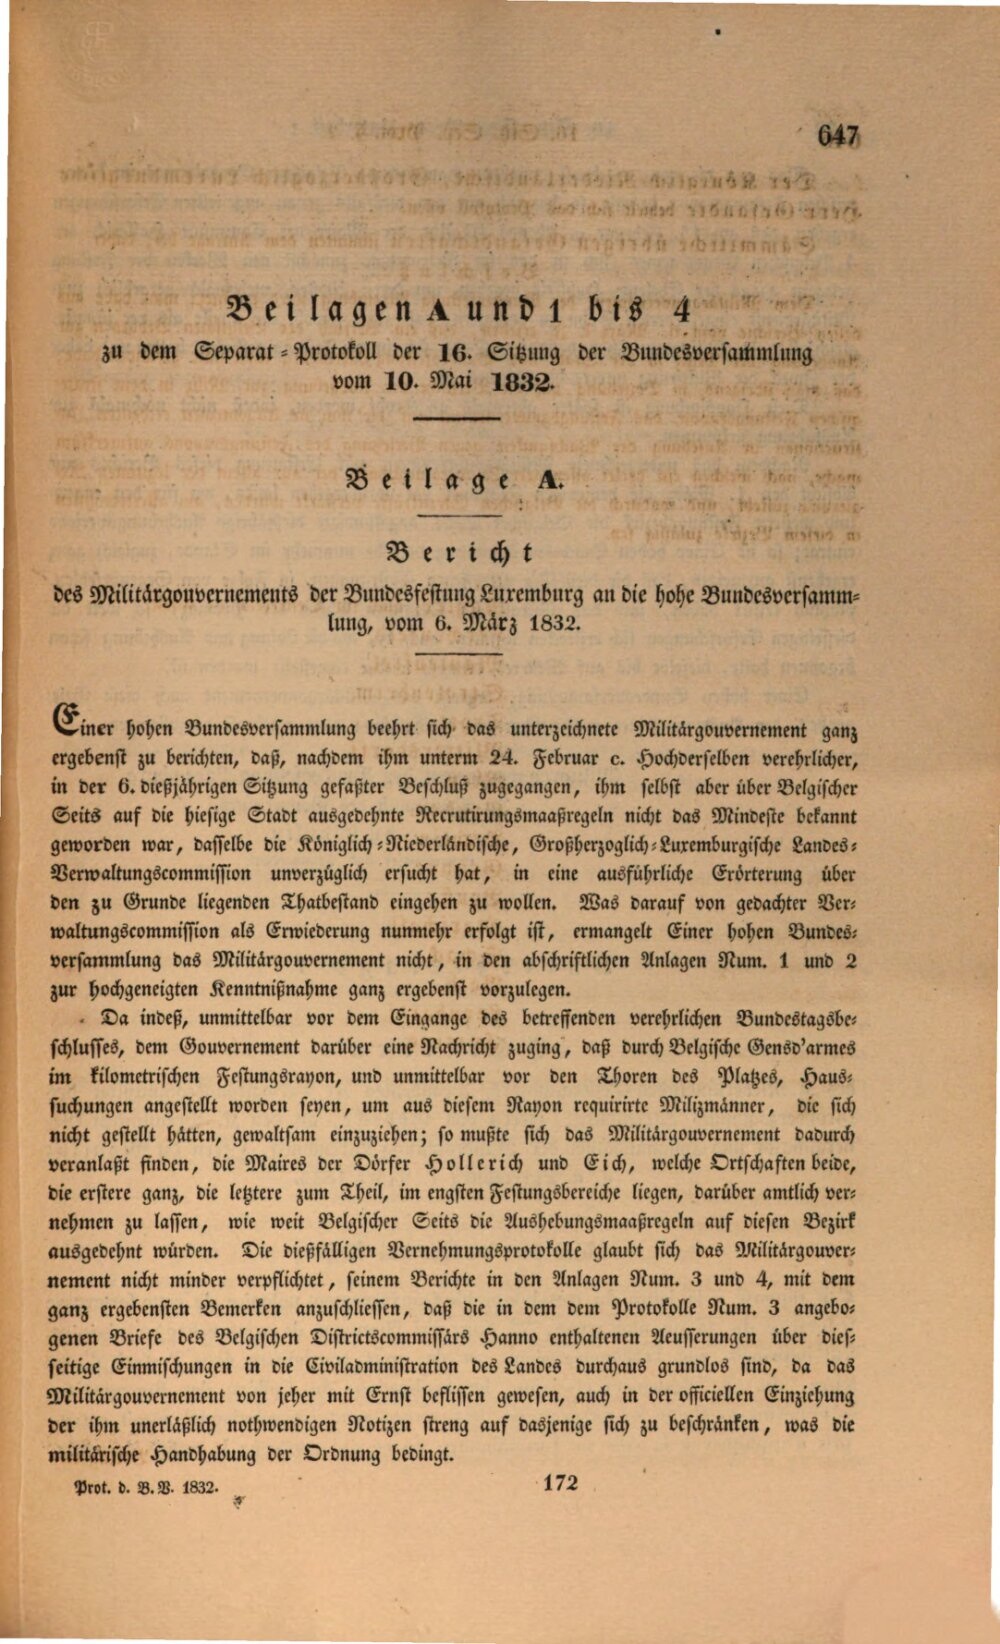 647
Beilagen A und 1 bis 4
zu dem Separat-Protokoll der 16. Sitzung der Bundesversammlung
vom 10. Mai 1832.
Beilage A.
Bericht
des Militärgouvernements der Bundesfestung Luxemburg an die hohe Bundesversamm-
lung, vom 6. März 1832.
Einer hohen Bundesversammlung beehrt sich das unterzeichnete Militärgouvernement ganz
ergebenst zu berichten, daß, nachdem ihm unterm 24. Februar c. Hochderselben verehrlicher,
in der 6. dießjährigen Sitzung gefaßter Beschluß zugegangen, ihm selbst aber über Belgischer
Seits auf die hiesige Stadt ausgedehnte Recrutirungsmaaßregeln nicht das Mindeste bekannt
geworden war, dasselbe die Königlich-Niederländische, Großherzoglich-Luxemburgische Landes-
Verwaltungscommission unverzüglich ersucht hat, in eine ausführliche Erörterung über
den zu Grunde liegenden Thatbestand eingehen zu wollen. Was darauf von gedachter Ver-
waltungscommission als Erwiederung nunmehr erfolgt ist, ermangelt Einer hohen Bundes-
versammlung das Militärgouvernement nicht, in den abschriftlichen Anlagen Num. 1 und 2
zur hochgeneigten Kenntnißnahme ganz ergebenst vorzulegen.
Da indeß, unmittelbar vor dem Eingange des betreffenden verehrlichen Bundestagsbe-
schlusses, dem Gouvernement darüber eine Nachricht zuging, daß durch Belgische Gensd'armes
im kilometrischen Festungsrayon, und unmittelbar vor den Thoren des Platzes, Haus-
suchungen angestellt worden seyen, um aus diesem Rayon requirirte Milizmänner, die sich
nicht gestellt hätten, gewaltsam einzuziehen; so mußte sich das Militärgouvernement dadurch
veranlaßt finden, die Maires der Dörfer Hollerich und Eich, welche Ortschaften beide,
die erstere ganz, die letztere zum Theil, im engsten Festungsbereiche liegen, darüber amtlich ver-
nehmen zu lassen, wie weit Belgischer Seits die Aushebungsmaaßregeln auf diesen Bezirk
ausgedehnt würden. Die dießfälligen Vernehmungsprotokolle glaubt sich das Militärgouver-
nement nicht minder verpflichtet, seinem Berichte in den Anlagen Num. 3 und 4, mit dem
ganz ergebensten Bemerken anzuschliessen, daß die in dem dem Protokolle Num. 3 angebo-
genen Briefe des Belgischen Districtscommissärs Hanno enthaltenen Aeusserungen über dies-
seitige Einmischungen in die Civiladministration des Landes durchaus grundlos sind, da das
Militärgouvernement von jeher mit Ernst beflissen gewesen, auch in der officiellen Einziehung
der ihm unerläßlich nothwendigen Notizen streng auf dasjenige sich zu beschränken, was die
militärische Handhabung der Ordnung bedingt.
Prot. d. B. V. 1832.
172